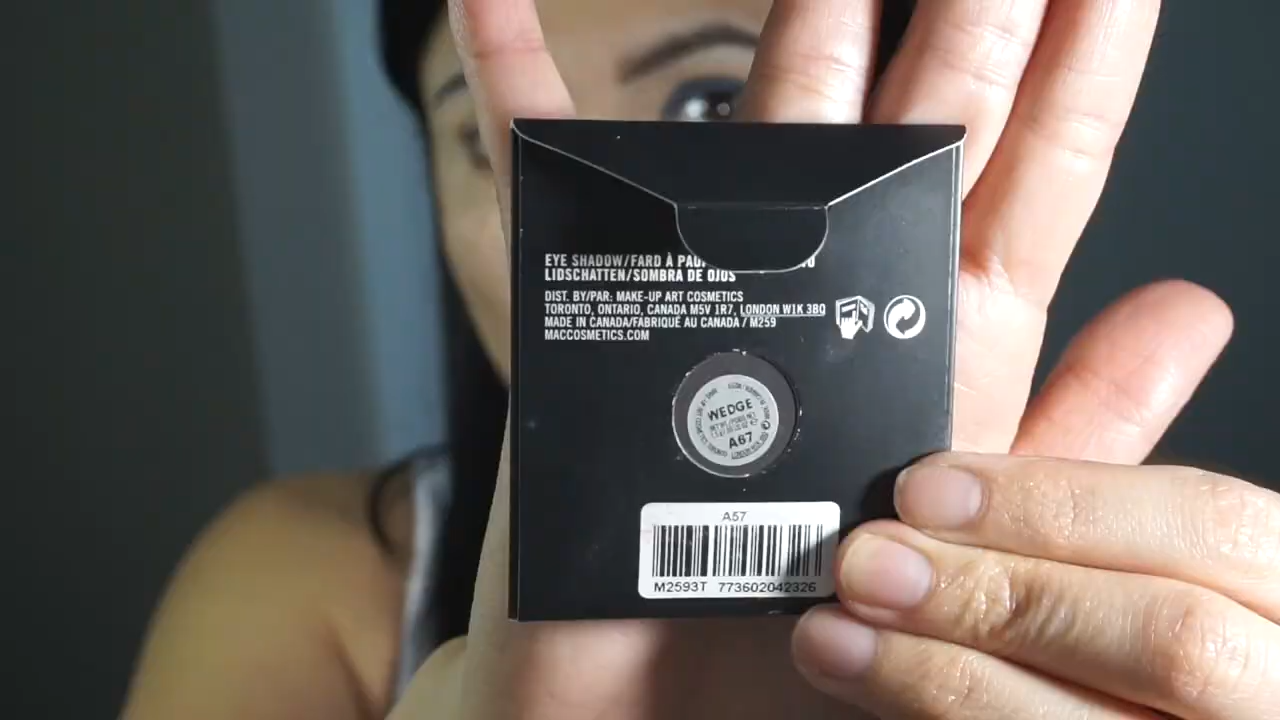 EYE SHADOW/FARD À
LIDSCHATTEN/SOMBRA DE OJOS
DIST. BY/PAR: MAKE-UP ART COSMETICS
TORONTO, ONTARIO, CANADA M5V 1R7, LONDON W1K 3BQ
MADE IN CANADA/FABRIQUÉ AU CANADA / M259
MACCOSMETICS.COM
WEDGE
A67
A57
M2593T 773602042326